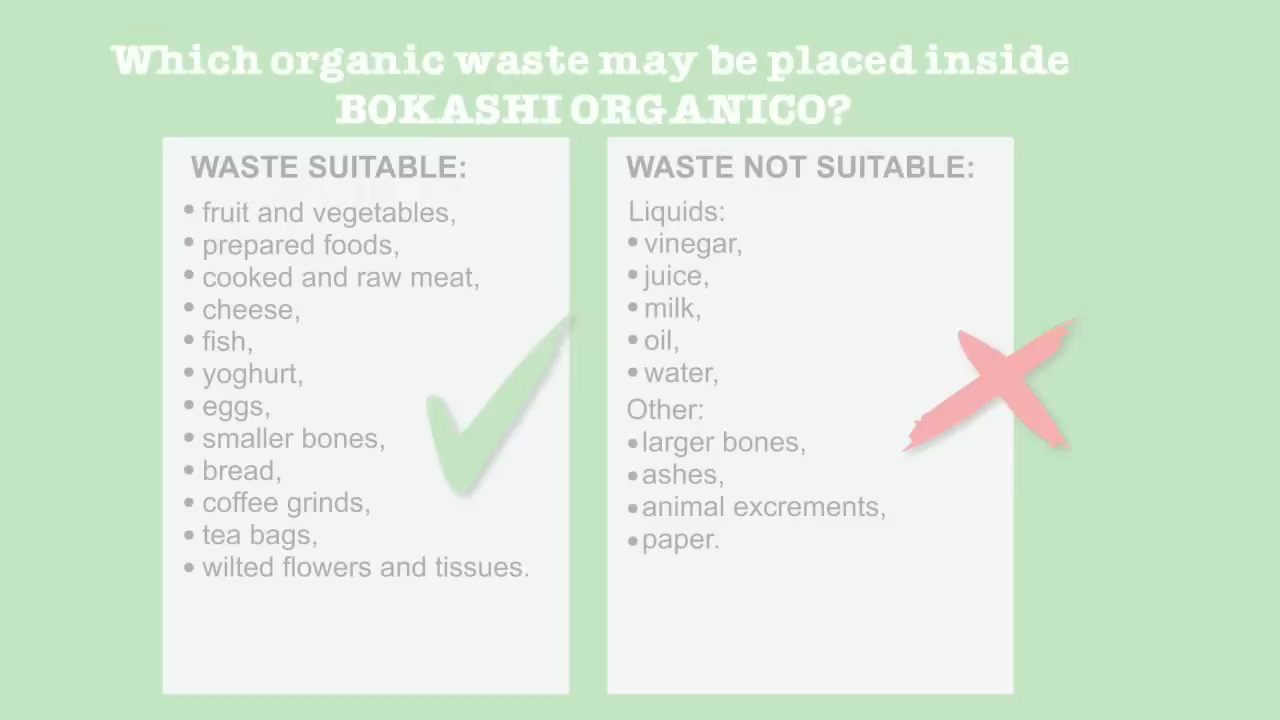 Which organic waste may be placed inside
BOKASHI ORGANICO?
WASTE SUITABLE:
• fruit and vegetables,
• prepared foods,
• cooked and raw meat,
• cheese,
• fish,
• yoghurt,
• eggs,
• smaller bones,
• bread,
• coffee grinds,
• tea bags,
• wilted flowers and tissues.
WASTE NOT SUITABLE:
Liquids:
• vinegar,
• juice,
• milk,
• oil,
• water,
Other:
• larger bones,
• ashes,
• animal excrements,
• paper.